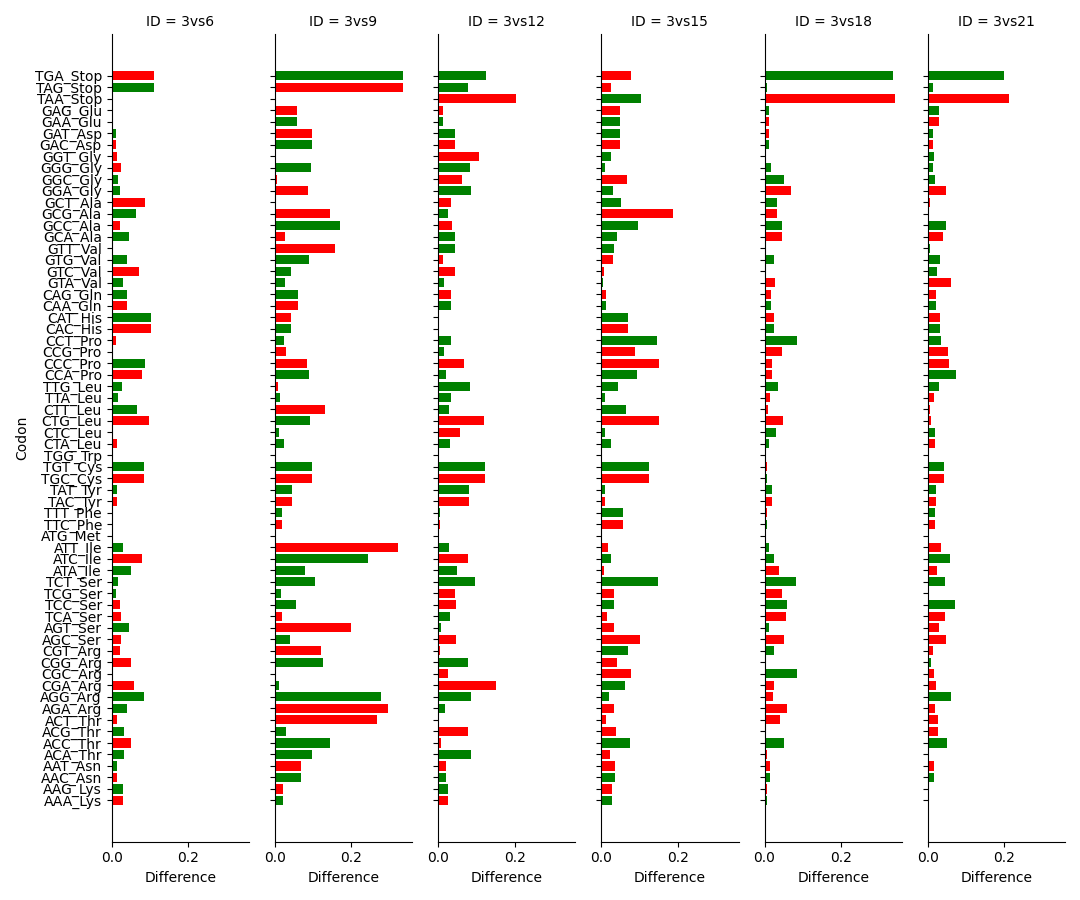 ID = 3vs6 ID = 3vs9 ID = 3vs12 ID = 3vs15 ID = 3vs18 ID = 3vs21
TGA_Stop
TAG_Stop
TAA_Stop
GAG_Glu
GAA_Glu
GAT_Asp
GAC_Asp
GGT_Gly
GGG_Gly
GGC_Gly
GGA_Gly
GCT_Ala
GCG_Ala
GCC_Ala
GCA_Ala
GTT_Val
GTG_Val
GTC_Val
GTA_Val
CAG_Gln
CAA_Gln
CAT_His
CAC_His
CCT_Pro
CCG_Pro
CCC_Pro
CCA_Pro
TTG_Leu
TTA_Leu
CTT_Leu
CTG_Leu
CTC_Leu
CTA_Leu
TGG_Trp
TGT_Cys
TGC_Cys
TAT_Tyr
TAC_Tyr
TTT_Phe
TTC_Phe
ATG_Met
ATT_Ile
ATC_Ile
ATA_Ile
TCT_Ser
TCG_Ser
TCC_Ser
TCA_Ser
AGT_Ser
AGC_Ser
CGT_Arg
CGG_Arg
CGC_Arg
CGA_Arg
AGG_Arg
AGA_Arg
ACT_Thr
ACG_Thr
ACC_Thr
ACA_Thr
AAT_Asn
AAC_Asn
AAG_Lys
AAA_Lys
Codon
0.0 0.2 0.0 0.2 0.0 0.2 0.0 0.2 0.0 0.2 0.0 0.2
Difference Difference Difference Difference Difference Difference